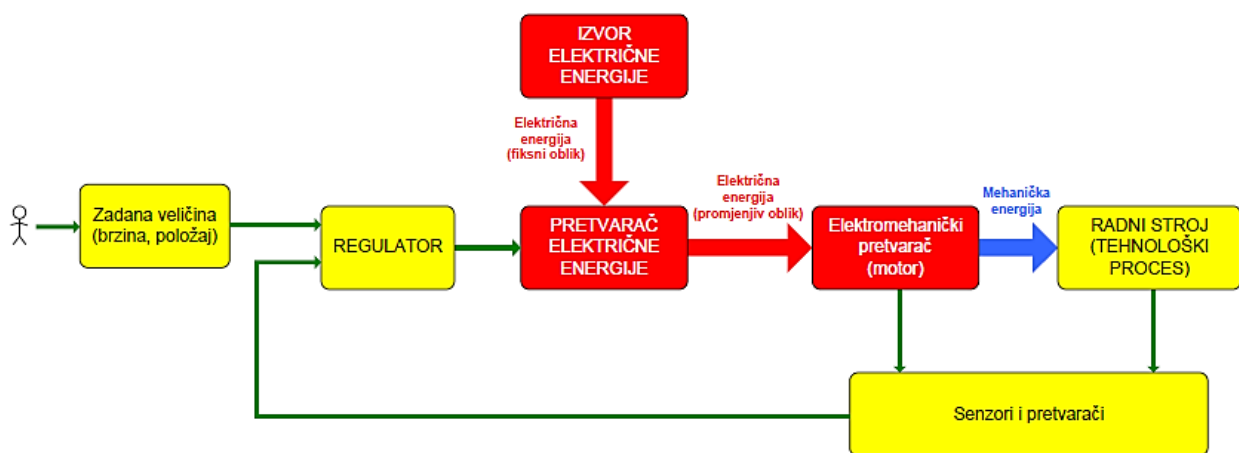 IZVOR
ELEKTRIČNE
ENERGIJE
Električna
energija
(fiksni oblik)
Zadana veličina
(brzina, položaj)
REGULATOR
PRETVARAČ
ELEKTRIČNE
ENERGIJE
Električna
energija
(promjenjiv oblik)
Elektromehanički
pretvarač
(motor)
Mehanička
energija
RADNI STROJ
(TEHNOLOŠKI
PROCES)
Senzori i pretvarači